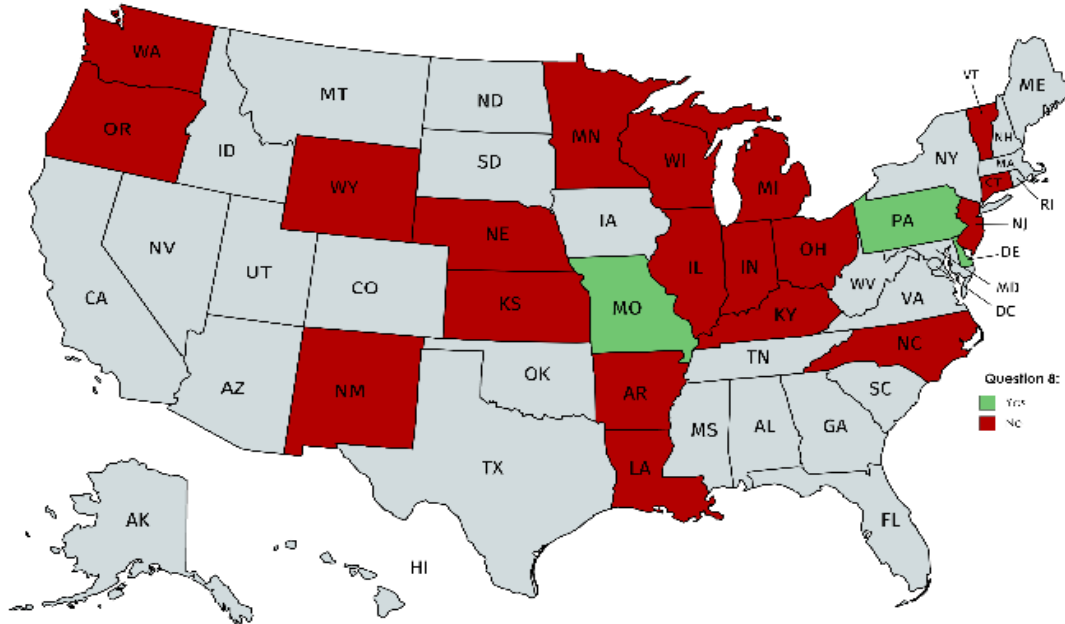 WA
MT
ND
MN
VT
ME
OR
ID
SD
WI
NH
NY
MA
WY
MI
CT
RI
IA
PA
NJ
NE
NV
OH
DE
UT
IL
IN
WV
MD
CA
CO
KS
MO
VA
DC
KY
NC
TN
OK
AZ
NM
AR
SC
Question 8:
Yes
No
MS
AL
GA
TX
LA
AK
FL
HI